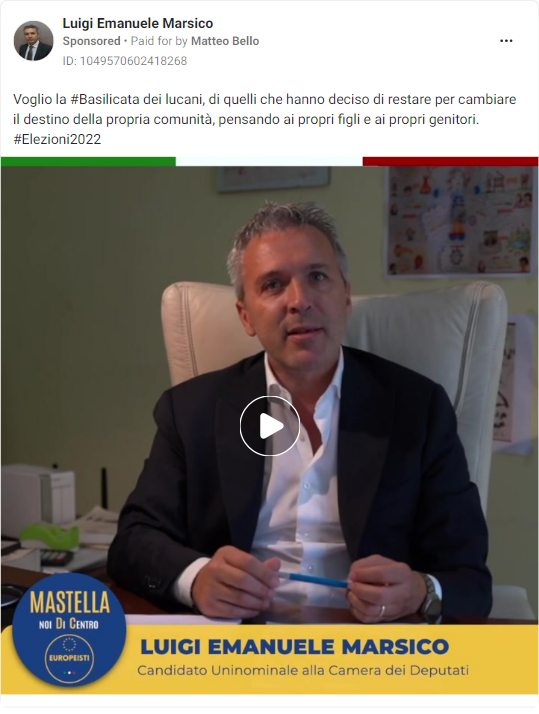 Luigi Emanuele Marsico
Sponsored • Paid for by Matteo Bello
ID: 1049570602418268
Voglio la #Basilicata dei lucani, di quelli che hanno deciso di restare per cambiare
il destino della propria comunità, pensando ai propri figli e ai propri genitori.
#Elezioni2022
MASTELLA
NOI DI CENTRO
EUROPEISTI
LUIGI EMANUELE MARSICO
Candidato Uninominale alla Camera dei Deputati